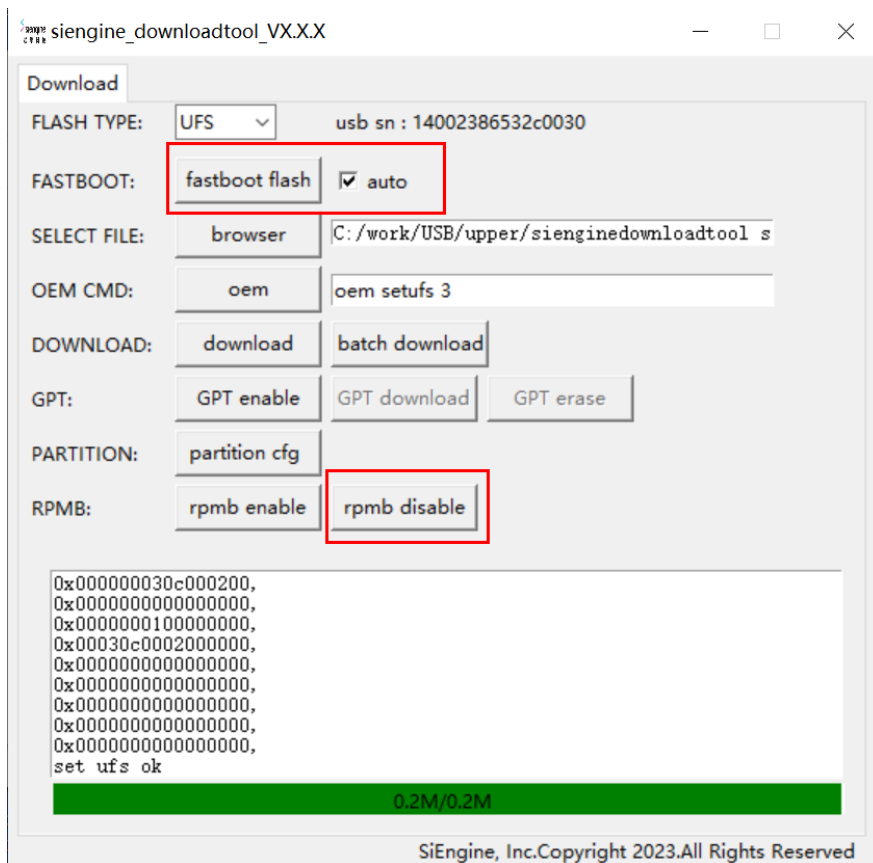 siengine_downloadtool_VX.X.X
Download
FLASH TYPE: UFS usb sn : 14002386532c0030
FASTBOOT: fastboot flash auto
SELECT FILE: browser C:/work/USB/upper/sienginedownloadtool s
OEM CMD: oem oem setufs 3
DOWNLOAD: download batch download
GPT: GPT enable GPT download GPT erase
PARTITION: partition cfg
RPMB: rpmb enable rpmb disable
0x000000030c000200,
0x0000000000000000,
0x0000000100000000,
0x00030c0002000000,
0x0000000000000000,
0x0000000000000000,
0x0000000000000000,
0x0000000000000000,
0x0000000000000000,
set ufs ok
0.2M/0.2M
SiEngine, Inc.Copyright 2023.All Rights Reserved